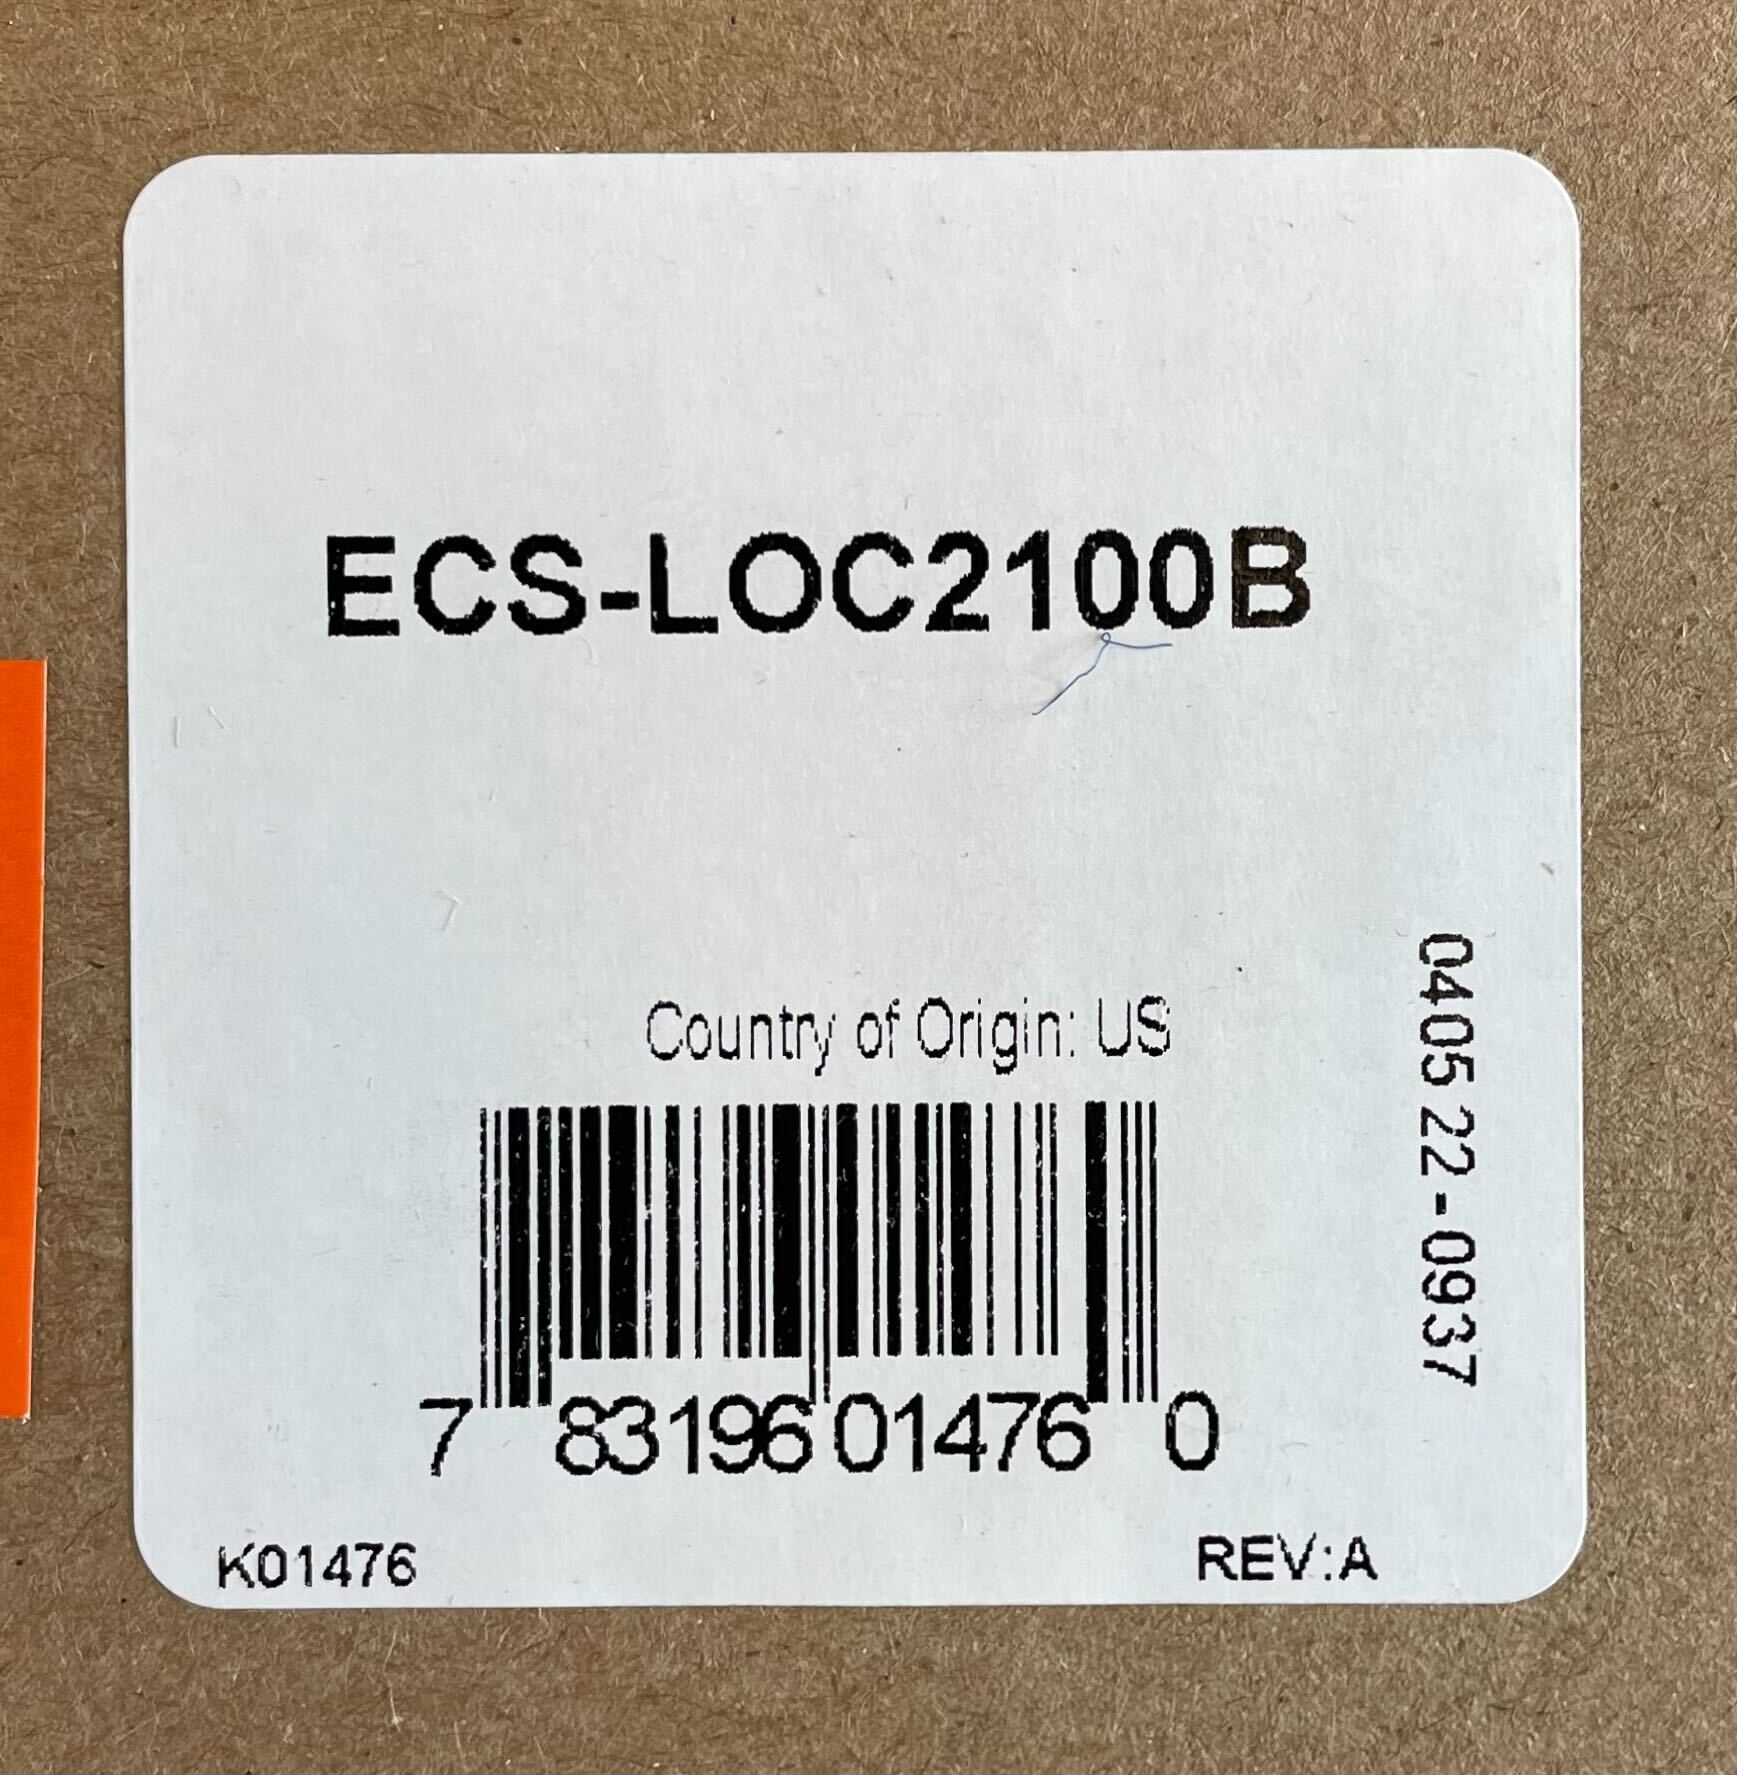 ECS-LOC2100B
Country of Origin: US
7 83196 01476 0
0405 22-0937
K01476
REV:A